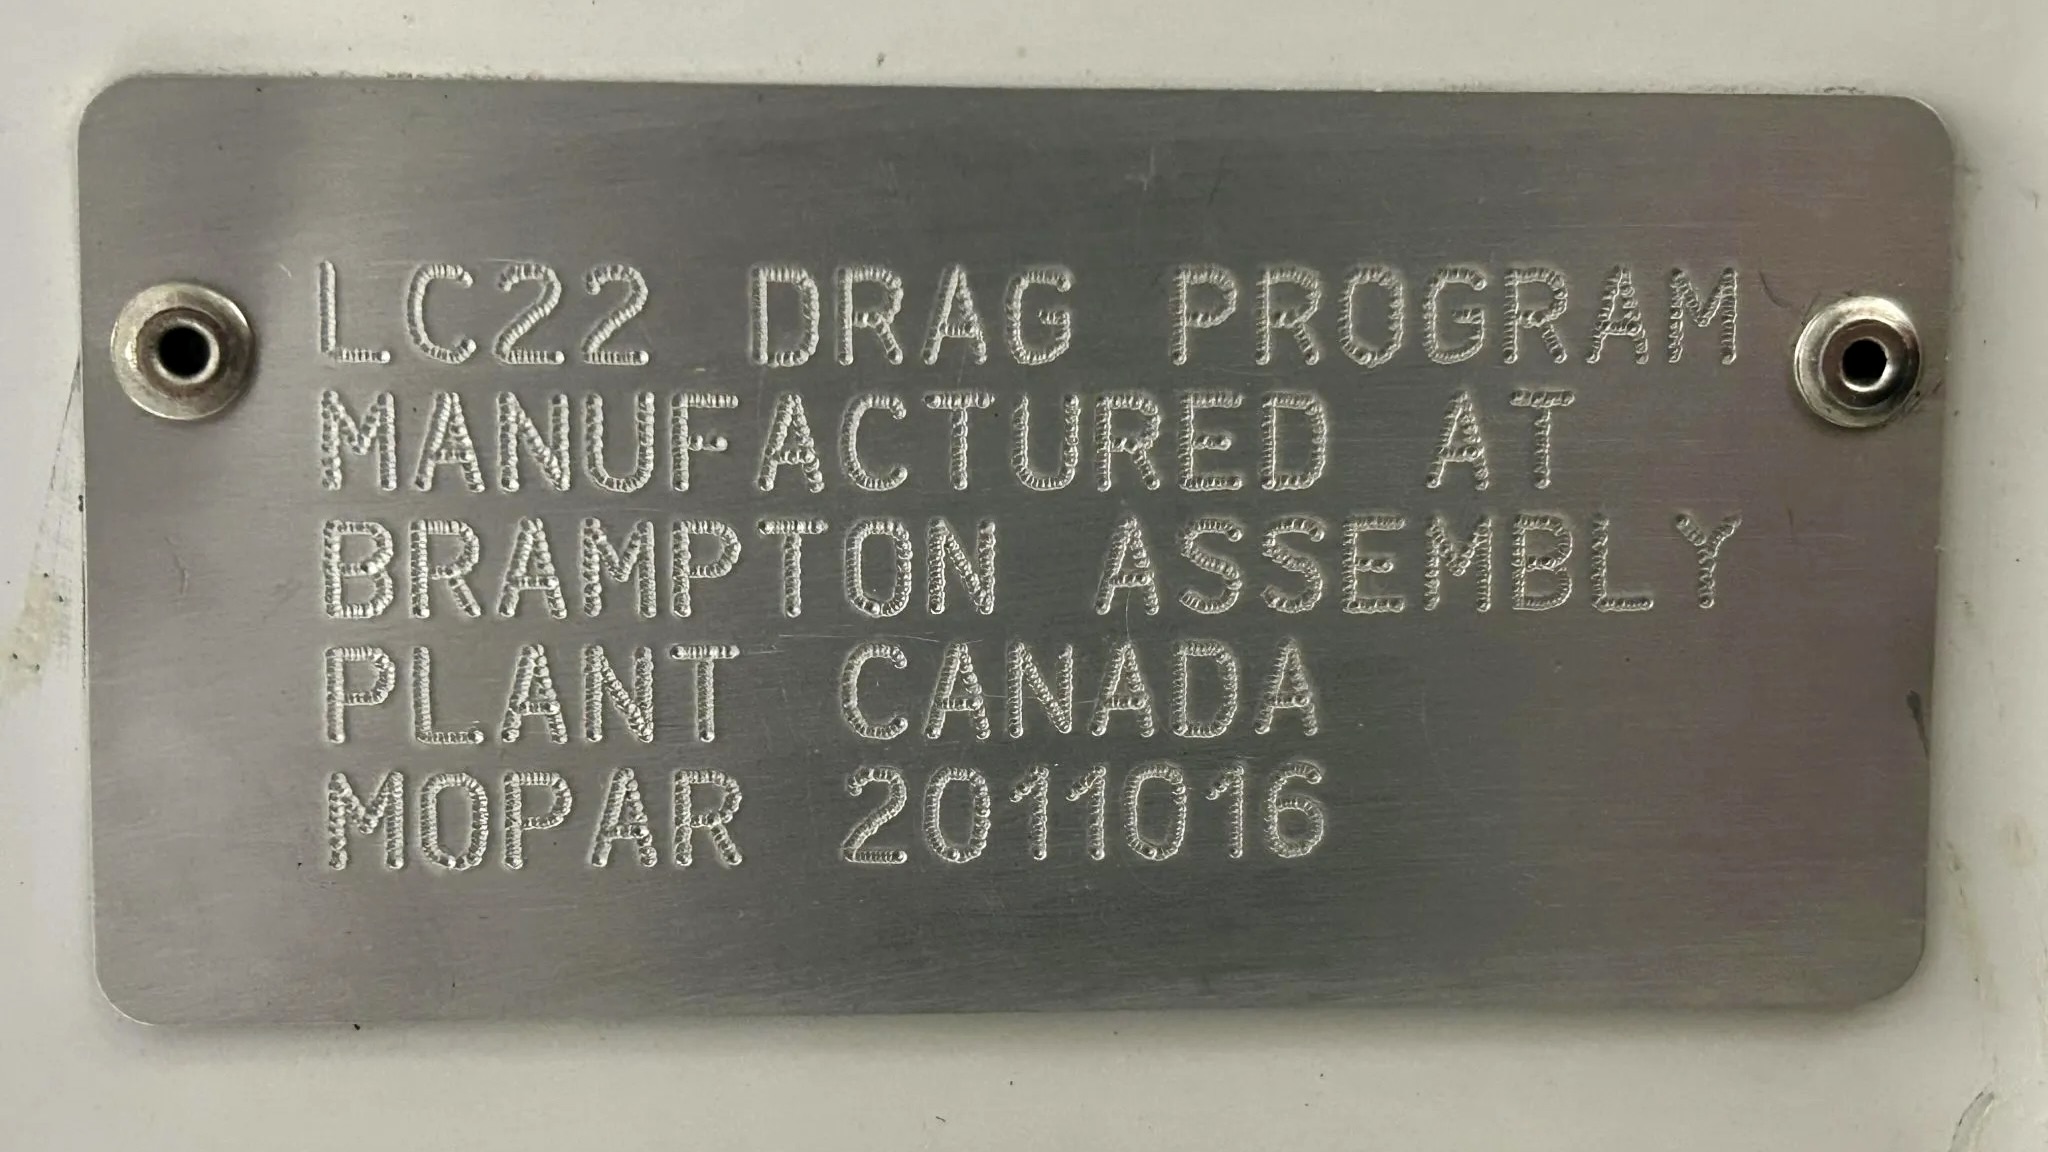 LC22 DRAG PROGRAM
MANUFACTURED AT
BRAMPTON ASSEMBLY
PLANT CANADA
MOPAR 2011016